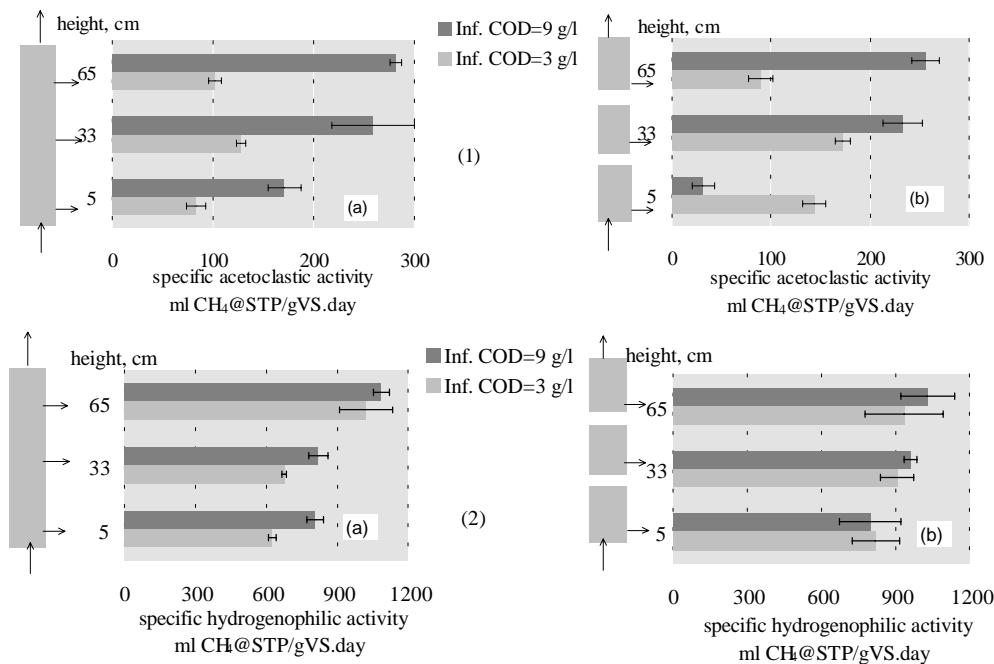 height, cm
65
33
5
(a)
0 100 200 300
specific acetoclastic activity
ml CH₄@STP/gVS.day
Inf. COD=9 g/l
Inf. COD=3 g/l
(1)
height, cm
65
33
5
(b)
0 100 200 300
specific acetoclastic activity
ml CH₄@STP/gVS.day
height, cm
65
33
5
(a)
0 300 600 900 1200
specific hydrogenophilic activity
ml CH₄@STP/gVS.day
Inf. COD=9 g/l
Inf. COD=3 g/l
(2)
height, cm
65
33
5
(b)
0 300 600 900 1200
specific hydrogenophilic activity
ml CH₄@STP/gVS.day